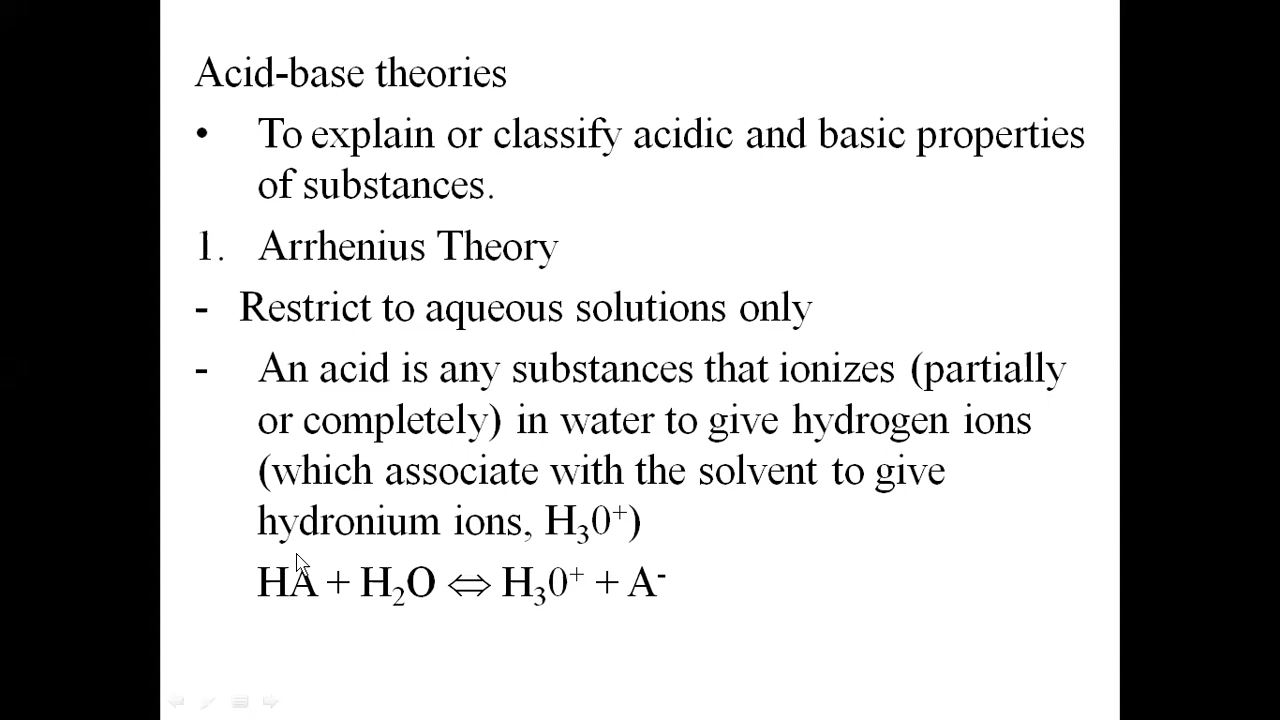 Acid-base theories
• To explain or classify acidic and basic properties
of substances.
1. Arrhenius Theory
- Restrict to aqueous solutions only
- An acid is any substances that ionizes (partially
or completely) in water to give hydrogen ions
(which associate with the solvent to give
hydronium ions, H₃0⁺)
HA + H₂O ⇔ H₃0⁺ + A⁻